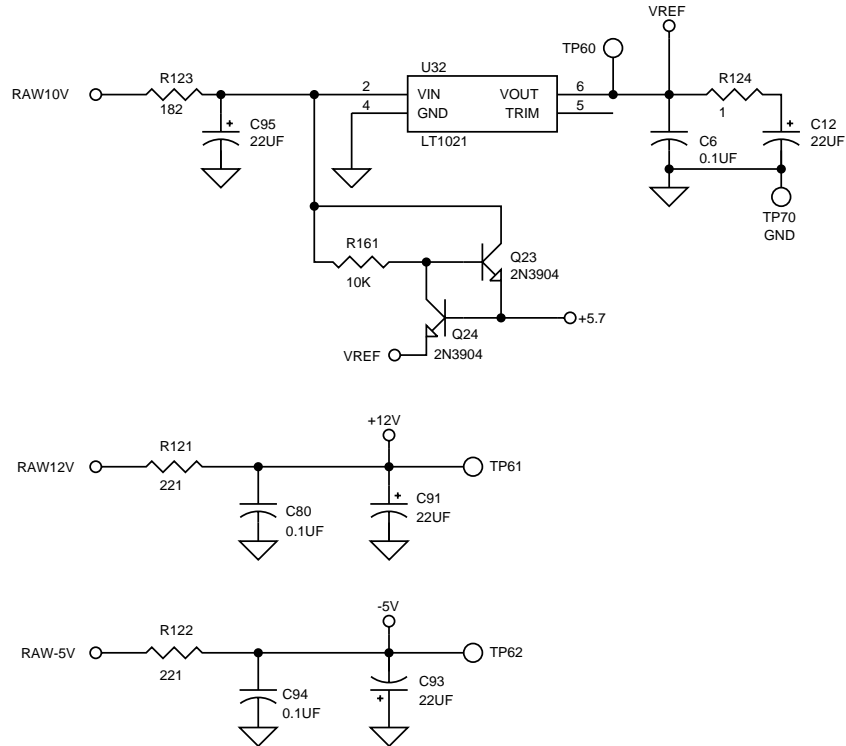 VREF
TP60
U32
R123
R124
RAW10V
2
VIN
VOUT
6
182
4
GND
TRIM
5
1
C95
22UF
+
LT1021
C6
0.1UF
+
C12
22UF
TP70
GND
R161
10K
Q23
2N3904
Q24
2N3904
+5.7
VREF
+12V
R121
RAW12V
TP61
221
C80
0.1UF
+
C91
22UF
-5V
R122
RAW-5V
TP62
221
C94
0.1UF
+
C93
22UF